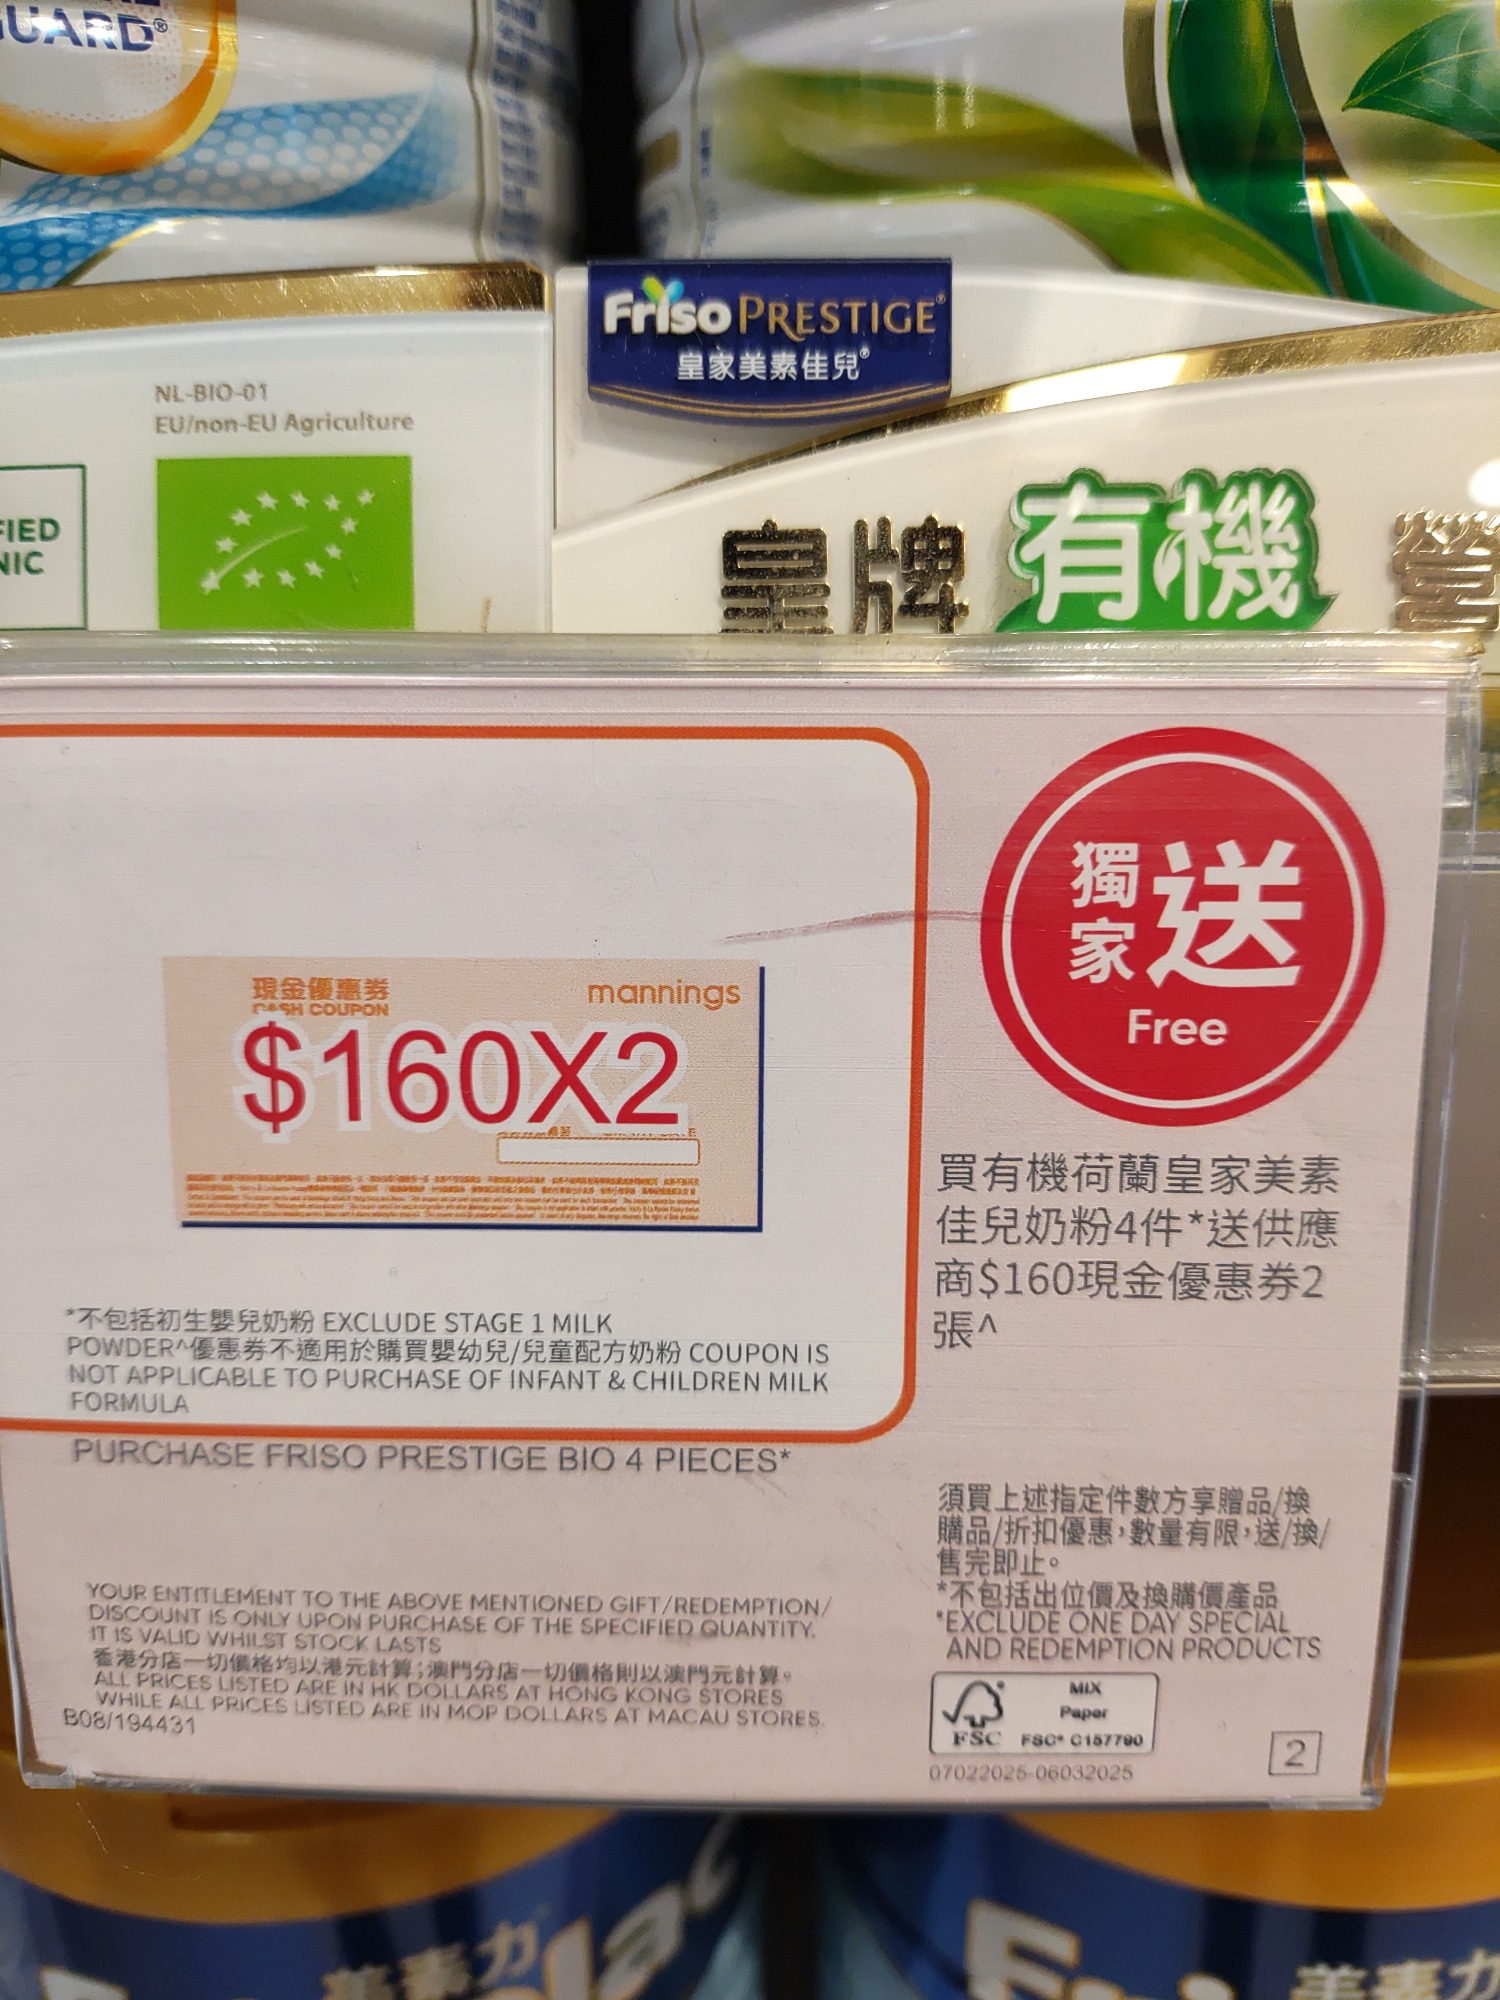 GUARD®
Friso PRESTIGE®
皇家美素佳兒®
NL-BIO-01
EU/non-EU Agriculture
皇牌有機營
獨家送
Free
現金優惠券
mannings
CASH COUPON
$160X2
買有機荷蘭皇家美素
佳兒奶粉4件*送供應
商$160現金優惠券2
張^
*不包括初生嬰兒奶粉 EXCLUDE STAGE 1 MILK
POWDER^優惠券不適用於購買嬰幼兒/兒童配方奶粉 COUPON IS
NOT APPLICABLE TO PURCHASE OF INFANT & CHILDREN MILK
FORMULA
PURCHASE FRISO PRESTIGE BIO 4 PIECES*
須買上述指定件數方享贈品/換
購品/折扣優惠,數量有限,送/換/
售完即止。
*不包括出位價及換購價產品
*EXCLUDE ONE DAY SPECIAL
AND REDEMPTION PRODUCTS
YOUR ENTITLEMENT TO THE ABOVE MENTIONED GIFT/REDEMPTION/
DISCOUNT IS ONLY UPON PURCHASE OF THE SPECIFIED QUANTITY.
IT IS VALID WHILST STOCK LASTS
香港分店一切價格均以港元計算;澳門分店一切價格則以澳門元計算。
ALL PRICES LISTED ARE IN HK DOLLARS AT HONG KONG STORES
WHILE ALL PRICES LISTED ARE IN MOP DOLLARS AT MACAU STORES.
B08/194431
FSC
MIX
Paper
FSC® C157790
07022025-06032025
2
美素力
美素力